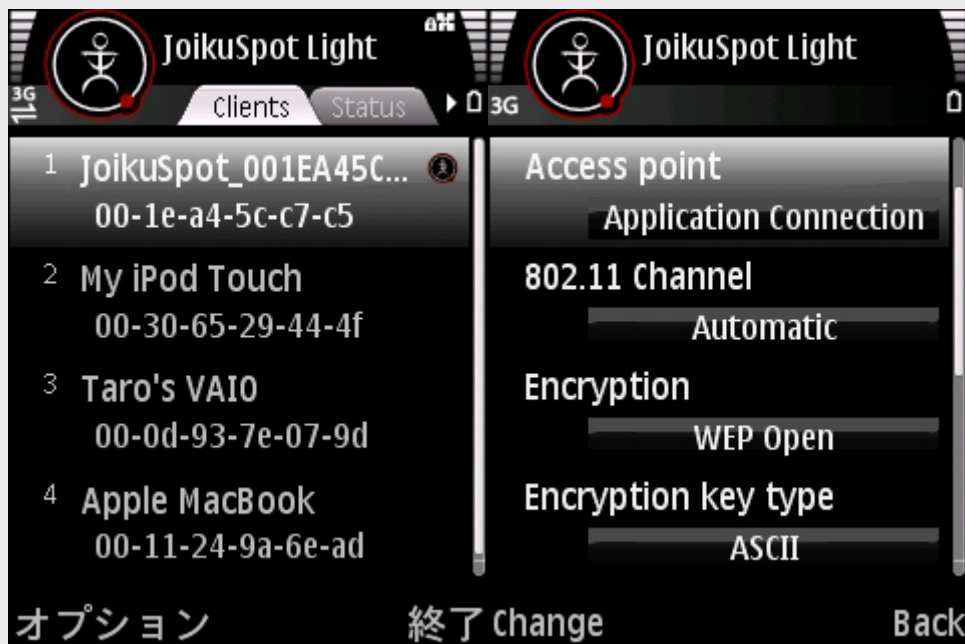 JoikuSpot Light
3G
Clients
Status
1 JoikuSpot_001EA45C...
00-1e-a4-5c-c7-c5
2 My iPod Touch
00-30-65-29-44-4f
3 Taro's VAIO
00-0d-93-7e-07-9d
4 Apple MacBook
00-11-24-9a-6e-ad
オプション
終了
JoikuSpot Light
3G
Access point
Application Connection
802.11 Channel
Automatic
Encryption
WEP Open
Encryption key type
ASCII
Change
Back